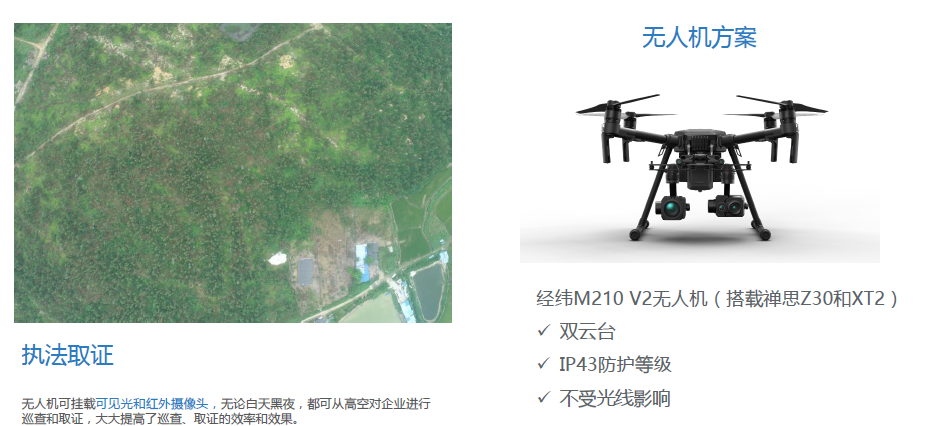 执法取证
无人机可挂载可见光和红外摄像头，无论白天黑夜，都可从高空对企业进行
巡查和取证，大大提高了巡查、取证的效率和效果。
无人机方案
经纬M210 V2无人机（搭载禅思Z30和XT2）
✓ 双云台
✓ IP43防护等级
✓ 不受光线影响